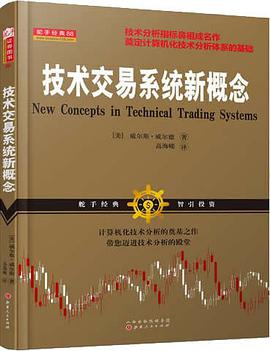 舵手经典88
技术分析指标鼻祖成名作
奠定计算机化技术分析体系的基础
技术交易系统新概念
New Concepts in Technical Trading Systems
[美] 威尔斯·威尔德 著
高海嵘 译
舵手经典
智引投资
计算机化技术分析的奠基之作
带您迈进技术分析的殿堂
山西人民出版社
技术交易系统新概念
山西人民出版社